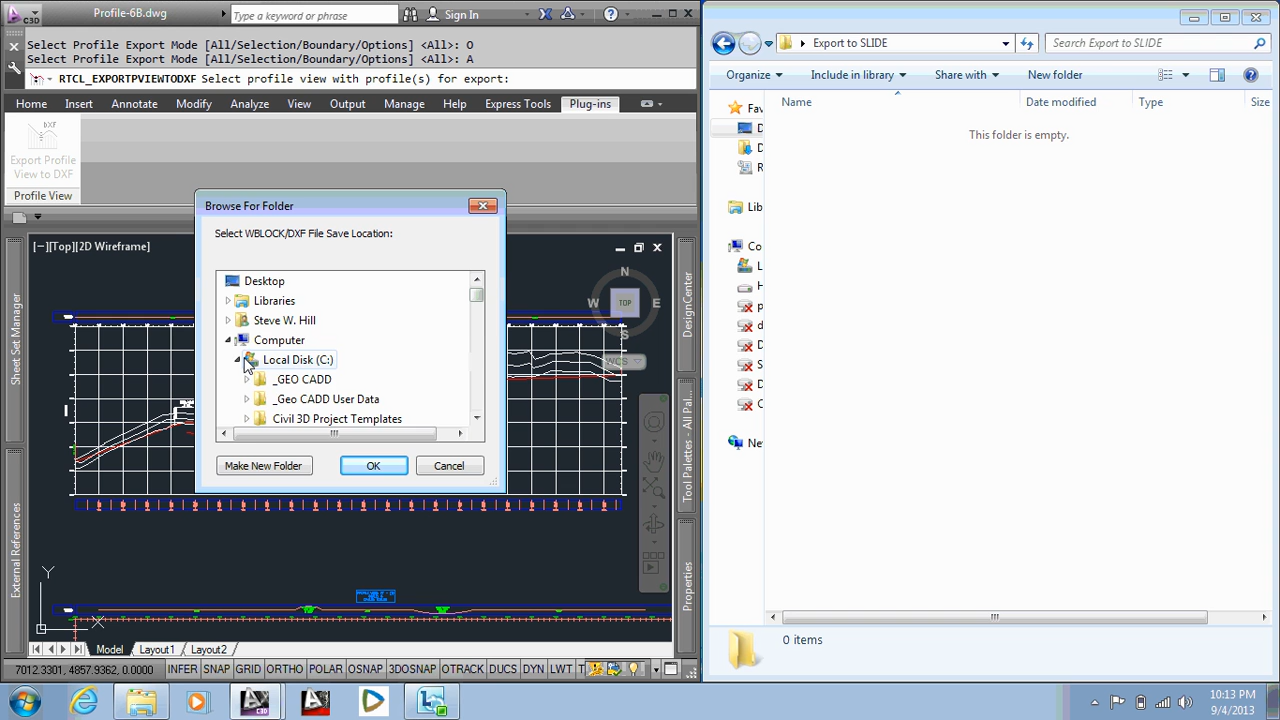 Profile-6B.dwg
Type a keyword or phrase
Sign In
C3D
Select Profile Export Mode [All/Selection/Boundary/Options] <All>: O
Select Profile Export Mode [All/Selection/Boundary/Options] <All>: A
RTCL_EXPORTPVIEWTODXF Select profile view with profile(s) for export:
Home Insert Annotate Modify Analyze View Output Manage Help Express Tools Plug-ins
DXF
Export Profile
View to DXF
Profile View
[−][Top][2D Wireframe]
Browse For Folder
Select WBLOCK/DXF File Save Location:
Desktop
Libraries
Steve W. Hill
Computer
Local Disk (C:)
_GEO CADD
_Geo CADD User Data
Civil 3D Project Templates
Make New Folder
OK
Cancel
N
W
TOP
E
S
WCS
Sheet Set Manager
External References
DesignCenter
Tool Palettes - All Pal...
Properties
Y
X
Model Layout1 Layout2
7012.3301, 4857.9362, 0.0000 INFER SNAP GRID ORTHO POLAR OSNAP 3DOSNAP OTRACK DUCS DYN LWT T
Export to SLIDE
Search Export to SLIDE
Organize Include in library Share with New folder
Name Date modified Type Size
This folder is empty.
Fav
D
D
R
Lib
Co
L
H
p
d
D
S
D
C
Ne
0 items
10:13 PM
9/4/2013